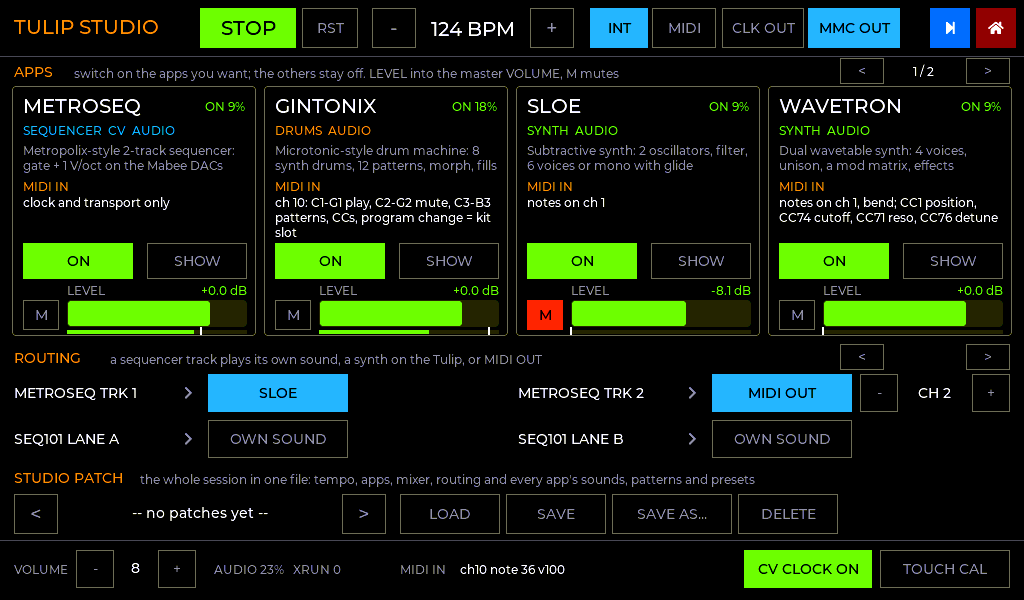 TULIP STUDIO STOP RST - 124 BPM + INT MIDI CLK OUT MMC OUT
APPS switch on the apps you want; the others stay off. LEVEL into the master VOLUME, M mutes < 1 / 2 >
METROSEQ ON 9%
SEQUENCER CV AUDIO
Metropolix-style 2-track sequencer:
gate + 1 V/oct on the Mabee DACs
MIDI IN
clock and transport only
ON SHOW
LEVEL +0.0 dB
M
GINTONIX ON 18%
DRUMS AUDIO
Microtonic-style drum machine: 8
synth drums, 12 patterns, morph, fills
MIDI IN
ch 10: C1-G1 play, C2-G2 mute, C3-B3
patterns, CCs, program change = kit
slot
ON SHOW
LEVEL +0.0 dB
M
SLOE ON 9%
SYNTH AUDIO
Subtractive synth: 2 oscillators, filter,
6 voices or mono with glide
MIDI IN
notes on ch 1
ON SHOW
LEVEL -8.1 dB
M
WAVETRON ON 9%
SYNTH AUDIO
Dual wavetable synth: 4 voices,
unison, a mod matrix, effects
MIDI IN
notes on ch 1, bend; CC1 position,
CC74 cutoff, CC71 reso, CC76 detune
ON SHOW
LEVEL +0.0 dB
M
ROUTING a sequencer track plays its own sound, a synth on the Tulip, or MIDI OUT < >
METROSEQ TRK 1 > SLOE METROSEQ TRK 2 > MIDI OUT - CH 2 +
SEQ101 LANE A > OWN SOUND SEQ101 LANE B > OWN SOUND
STUDIO PATCH the whole session in one file: tempo, apps, mixer, routing and every app's sounds, patterns and presets
< -- no patches yet -- > LOAD SAVE SAVE AS... DELETE
VOLUME - 8 + AUDIO 23% XRUN 0 MIDI IN ch10 note 36 v100 CV CLOCK ON TOUCH CAL